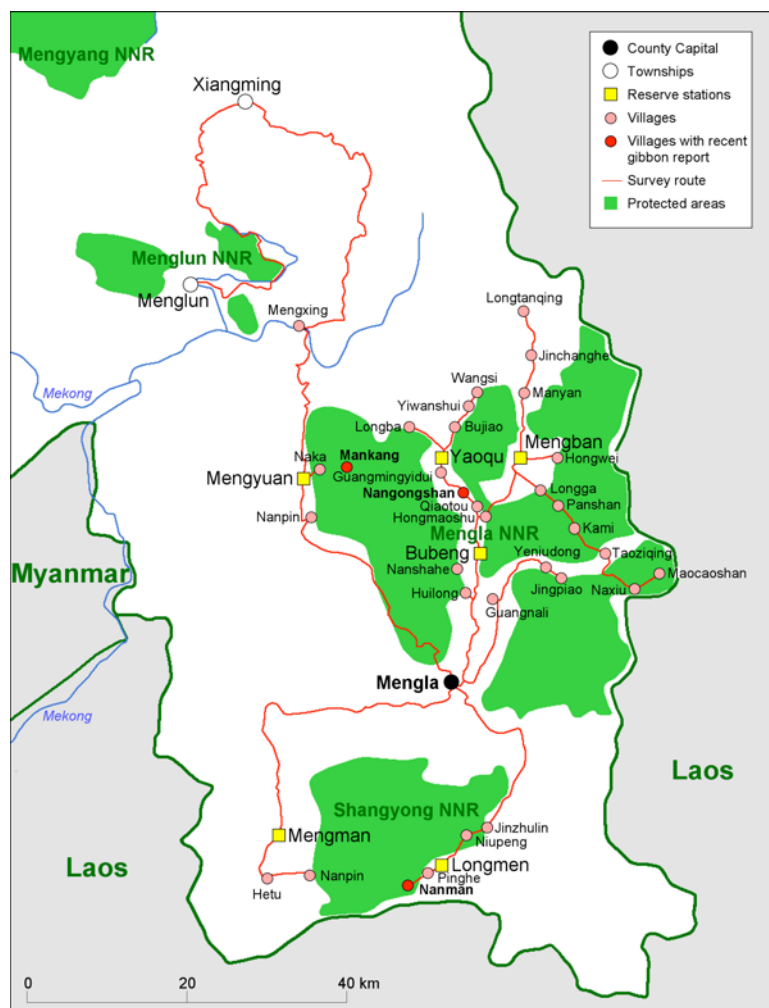 Mengyang NNR
Xiangming
County Capital
Townships
Reserve stations
Villages
Villages with recent
gibbon report
Survey route
Protected areas
Menglun NNR
Menglun
Mengxing
Longtanqing
Jinchanghe
Mekong
Wangsi
Manyan
Yiwanshui
Longba
Bujiao
Mengban
Naka
Mankang
Yaoqu
Hongwei
Mengyuan
Guangmingyidui
Nangongshan
Longga
Qiaotou
Panshan
Nanpin
Hongmaoshu
Kami
Mengla NNR
Bubeng
Yeniudong
Taoziqing
Myanmar
Nanshahe
Maocaoshan
Jingpiao
Naxiu
Huilong
Guangnali
Mengla
Mekong
Laos
Shangyong NNR
Jinzhulin
Mengman
Niupeng
Laos
Longmen
Nanpin
Pinghe
Hetu
Nanman
0 20 40 km